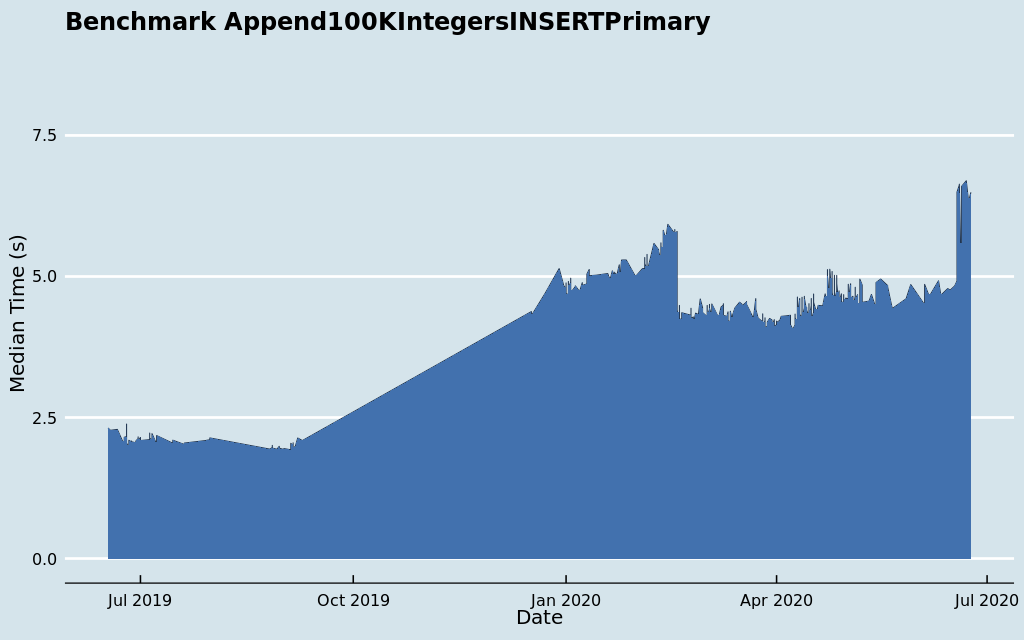 Benchmark Append100KIntegersINSERTPrimary
Median Time (s)
7.5
5.0
2.5
0.0
Jul 2019
Oct 2019
Jan 2020
Apr 2020
Jul 2020
Date